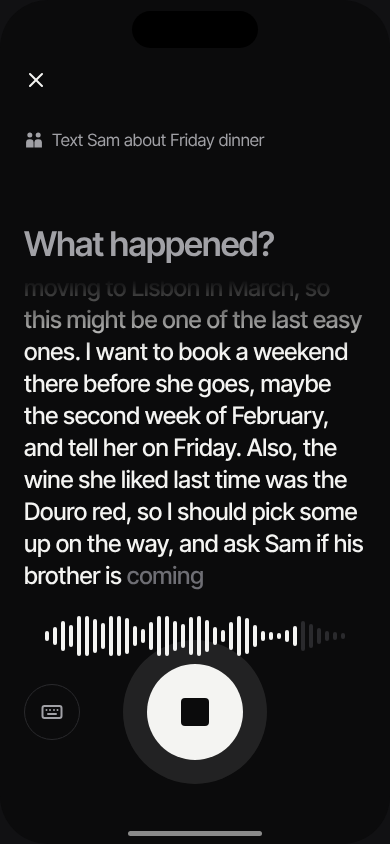 Text Sam about Friday dinner
What happened?
moving to Lisbon in March, so
this might be one of the last easy
ones. I want to book a weekend
there before she goes, maybe
the second week of February,
and tell her on Friday. Also, the
wine she liked last time was the
Douro red, so I should pick some
up on the way, and ask Sam if his
brother is coming